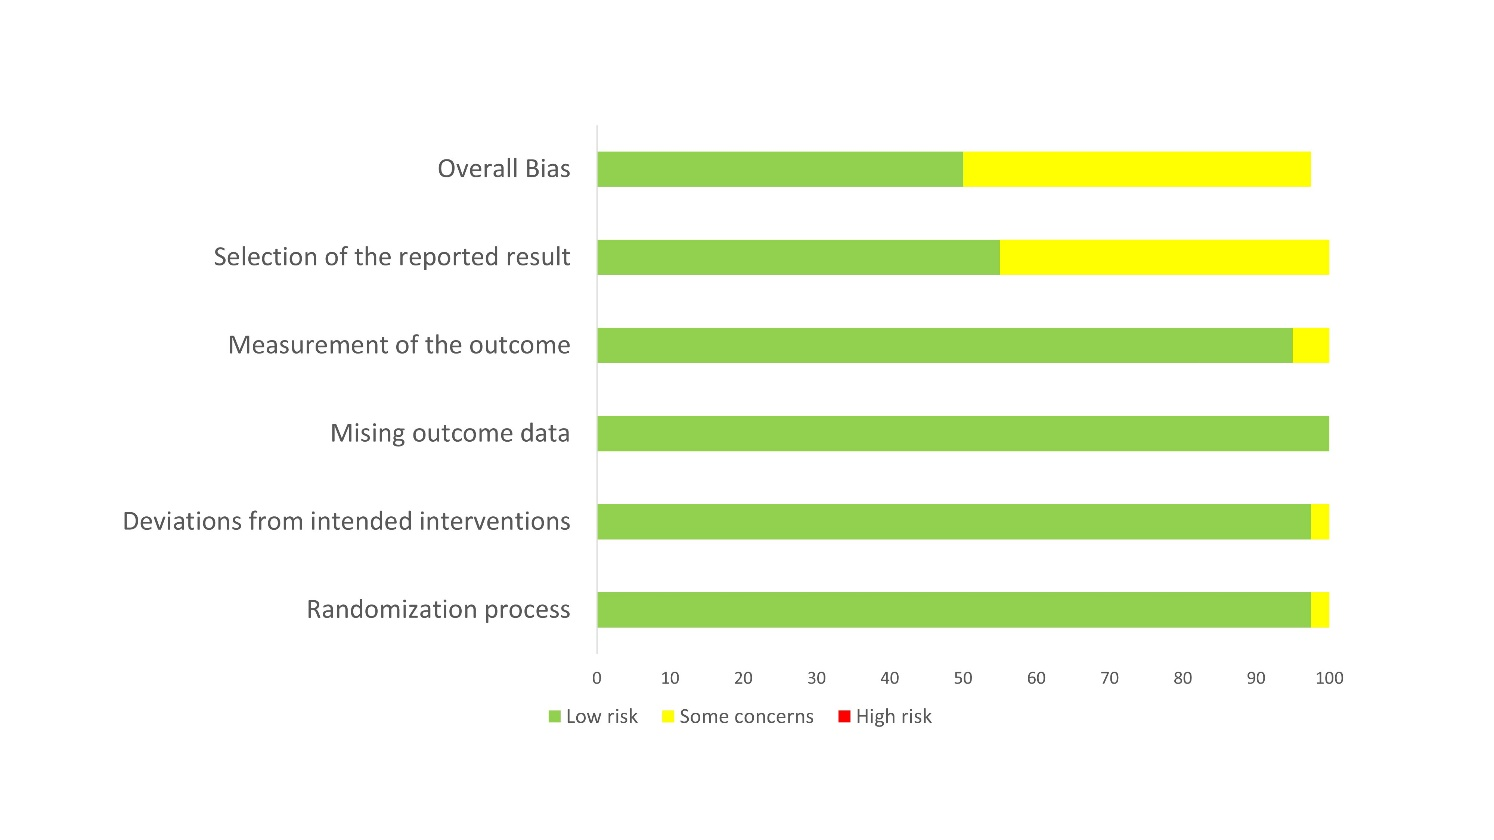 Overall Bias
Selection of the reported result
Measurement of the outcome
Mising outcome data
Deviations from intended interventions
Randomization process
0 10 20 30 40 50 60 70 80 90 100
Low risk Some concerns High risk